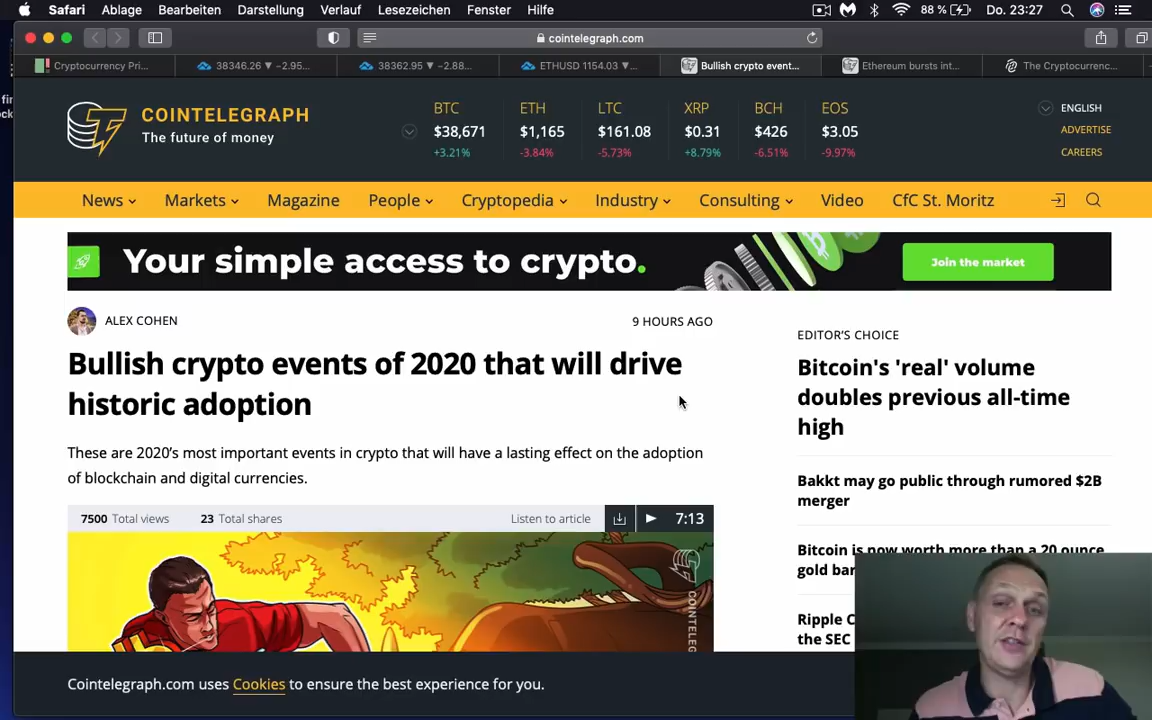 Safari Ablage Bearbeiten Darstellung Verlauf Lesezeichen Fenster Hilfe 88 % Do. 23:27
cointelegraph.com
Cryptocurrency Pri... 38346.26 ▼ −2.95... 38362.95 ▼ −2.88... ETHUSD 1154.03 ▼... Bullish crypto event... Ethereum bursts int... The Cryptocurrenc...
COINTELEGRAPH
The future of money
BTC ETH LTC XRP BCH EOS
$38,671 $1,165 $161.08 $0.31 $426 $3.05
+3.21% -3.84% -5.73% +8.79% -6.51% -9.97%
ENGLISH
ADVERTISE
CAREERS
News Markets Magazine People Cryptopedia Industry Consulting Video CfC St. Moritz
Your simple access to crypto. Join the market
ALEX COHEN 9 HOURS AGO
Bullish crypto events of 2020 that will drive
historic adoption
These are 2020’s most important events in crypto that will have a lasting effect on the adoption
of blockchain and digital currencies.
7500 Total views 23 Total shares Listen to article 7:13
COINTELEG
EDITOR’S CHOICE
Bitcoin's 'real' volume
doubles previous all-time
high
Bakkt may go public through rumored $2B
merger
Bitcoin is now worth more than a 20 ounce
gold bar
Ripple C
the SEC
Cointelegraph.com uses Cookies to ensure the best experience for you.